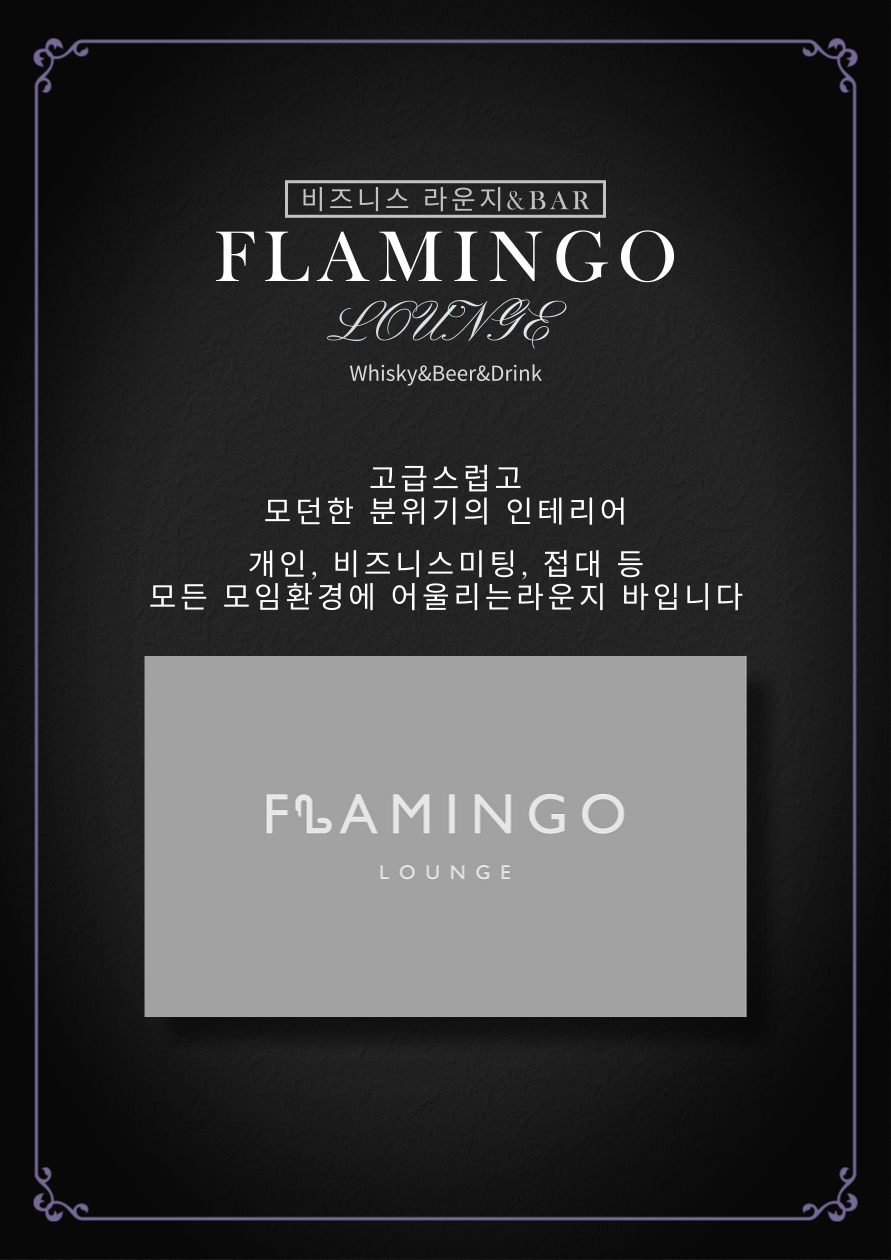 비즈니스 라운지&BAR
FLAMINGO
LOUNGE
Whisky&Beer&Drink
고급스럽고
모던한 분위기의 인테리어
개인, 비즈니스미팅, 접대 등
모든 모임환경에 어울리는라운지 바입니다
FLAMINGO
LOUNGE